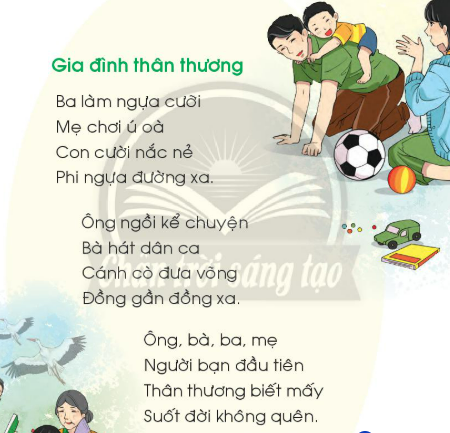 Gia đình thân thương
Ba làm ngựa cưỡi
Mẹ chơi ú oà
Con cười nắc nẻ
Phi ngựa đường xa.
Ông ngồi kể chuyện
Bà hát dân ca
Cánh cò đưa võng
Đồng gần đồng xa.
Chân trời sáng tạo
Ông, bà, ba, mẹ
Người bạn đầu tiên
Thân thương biết mấy
Suốt đời không quên.